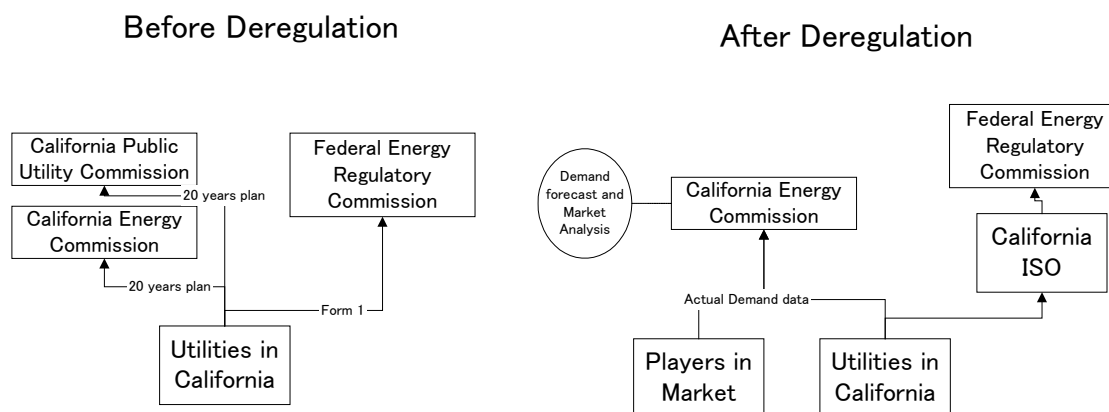 Before Deregulation
California Public
Utility Commission
20 years plan
California Energy
Commission
20 years plan
Federal Energy
Regulatory
Commission
Form 1
Utilities in
California
After Deregulation
Demand
forecast and
Market
Analysis
California Energy
Commission
Federal Energy
Regulatory
Commission
California
ISO
Actual Demand data
Players in
Market
Utilities in
California